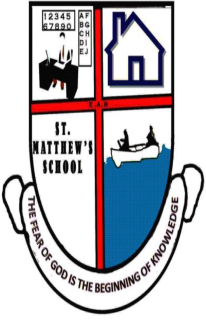 12345
67890
AF
BG
CH
DI
EJ
E.A.R
ST.
MATTHEW'S
SCHOOL
THE FEAR OF GOD IS THE BEGINNING OF KNOWLEDGE